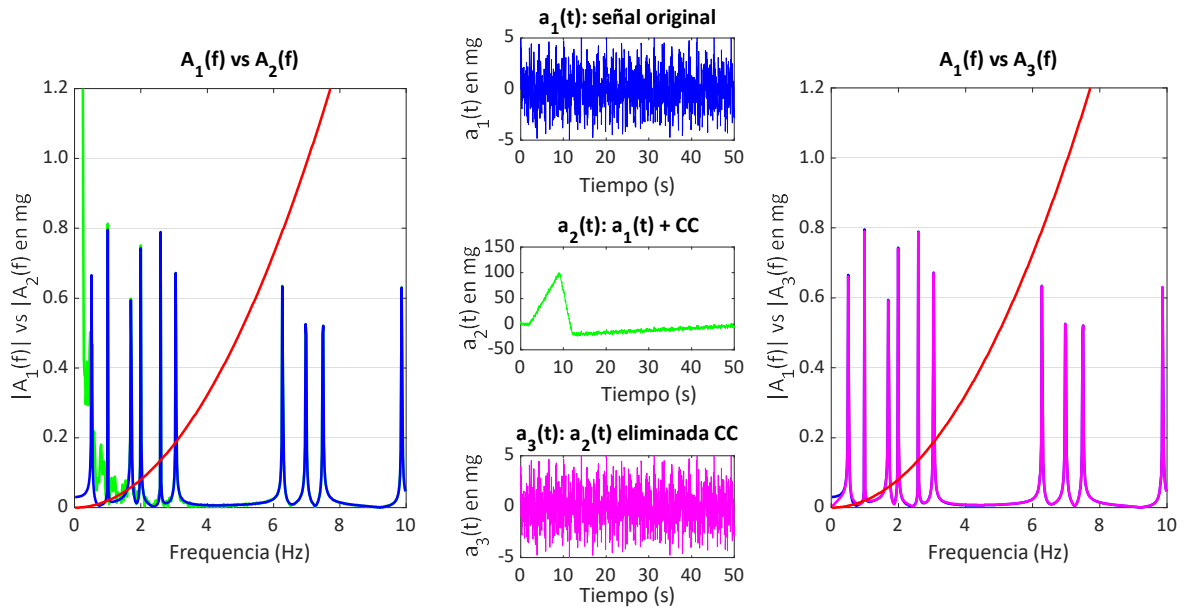 A1(f) vs A2(f)
|A1(f)| vs |A2(f) en mg
1.2
1.0
0.8
0.6
0.4
0.2
0
0 2 4 6 8 10
Frequencia (Hz)
a1(t): señal original
a1(t) en mg
5
0
-5
0 10 20 30 40 50
Tiempo (s)
a2(t): a1(t) + CC
a2(t) en mg
150
100
50
0
-50
0 10 20 30 40 50
Tiempo (s)
a3(t): a2(t) eliminada CC
a3(t) en mg
5
0
-5
0 10 20 30 40 50
Tiempo (s)
A1(f) vs A3(f)
|A1(f)| vs |A3(f) en mg
1.2
1.0
0.8
0.6
0.4
0.2
0
0 2 4 6 8 10
Frequencia (Hz)